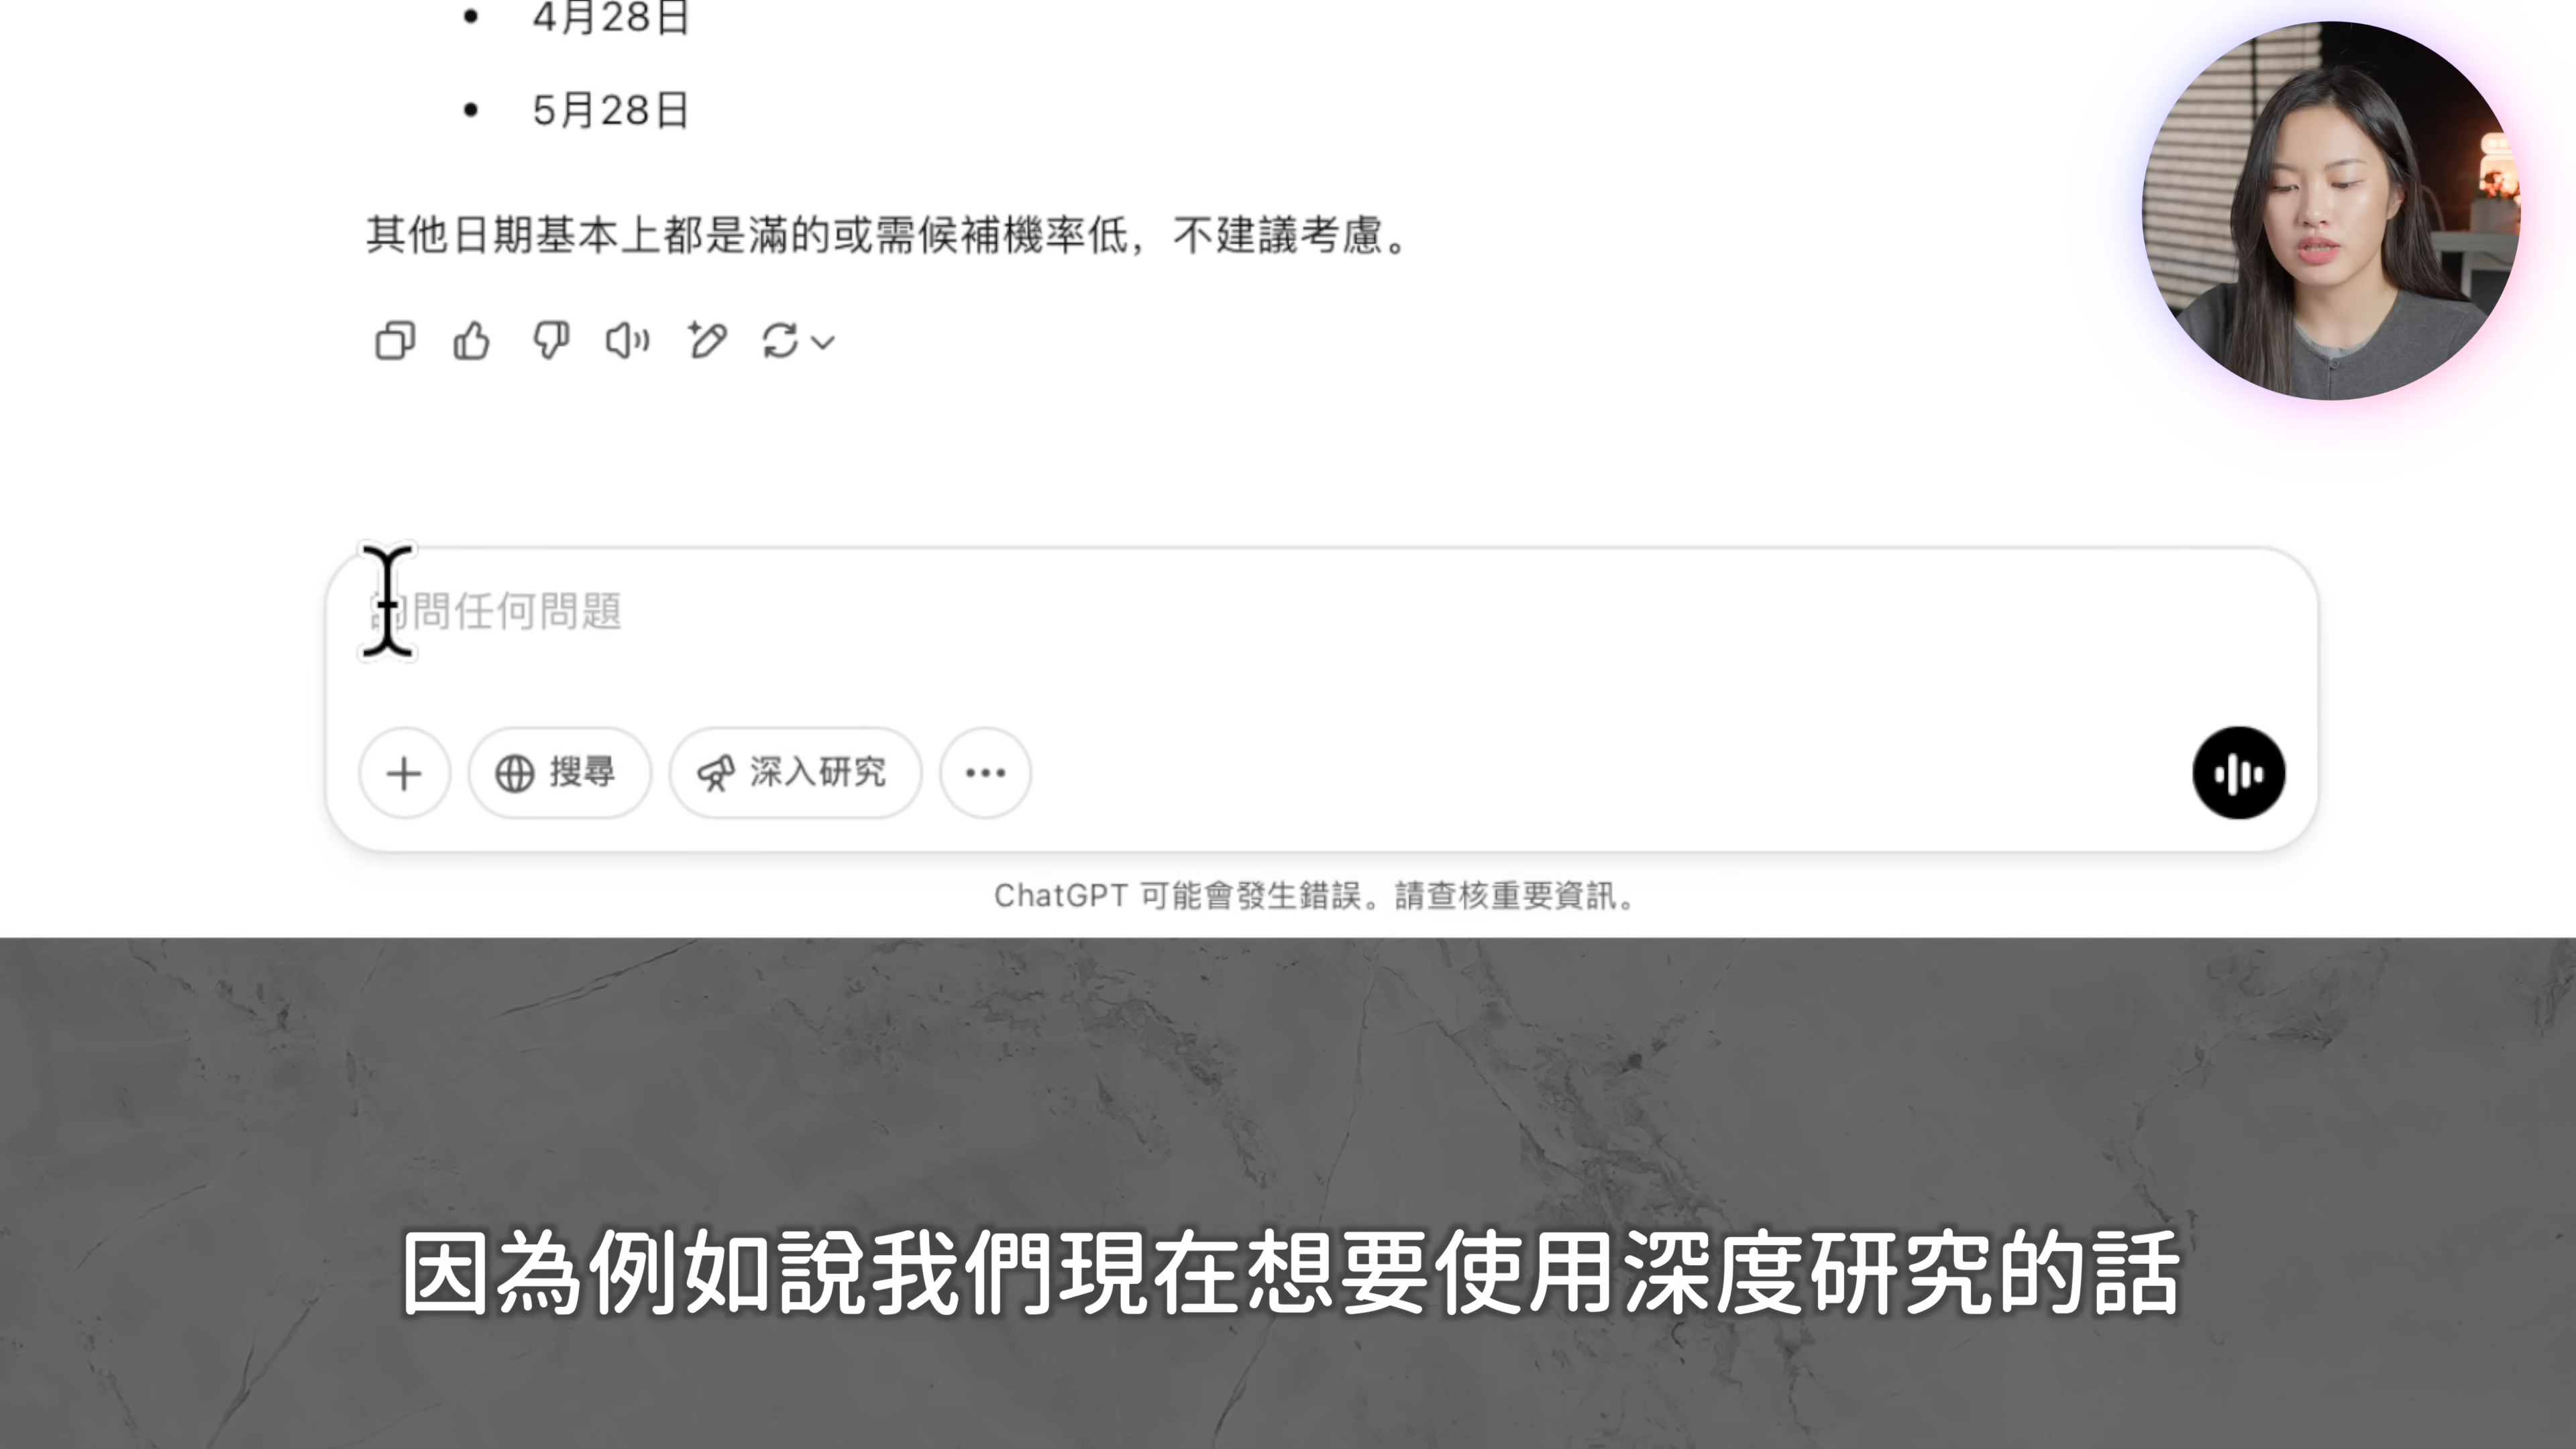 • 4月28日
• 5月28日
其他日期基本上都是滿的或需候補機率低，不建議考慮。
詢問任何問題
搜尋
深入研究
ChatGPT 可能會發生錯誤。請查核重要資訊。
因為例如說我們現在想要使用深度研究的話